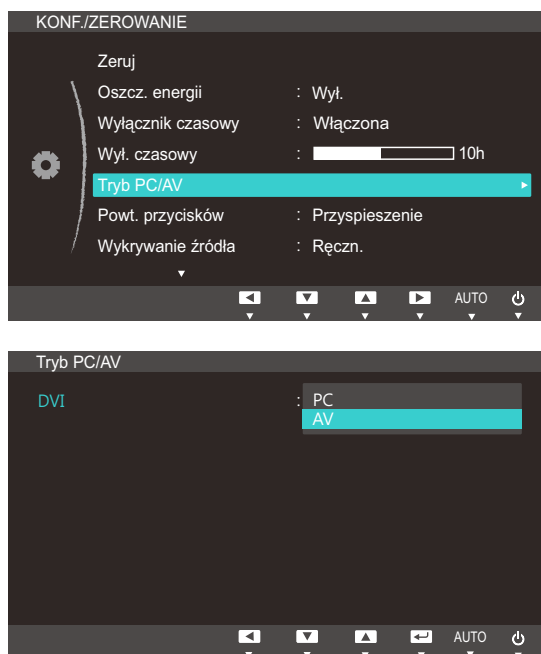 KONF./ZEROWANIE
Zeruj
Oszcz. energii : Wył.
Wyłącznik czasowy : Włączona
Wył. czasowy : 10h
Tryb PC/AV
Powt. przycisków : Przyspieszenie
Wykrywanie źródła : Ręczn.
AUTO
Tryb PC/AV
DVI : PC
AV
AUTO